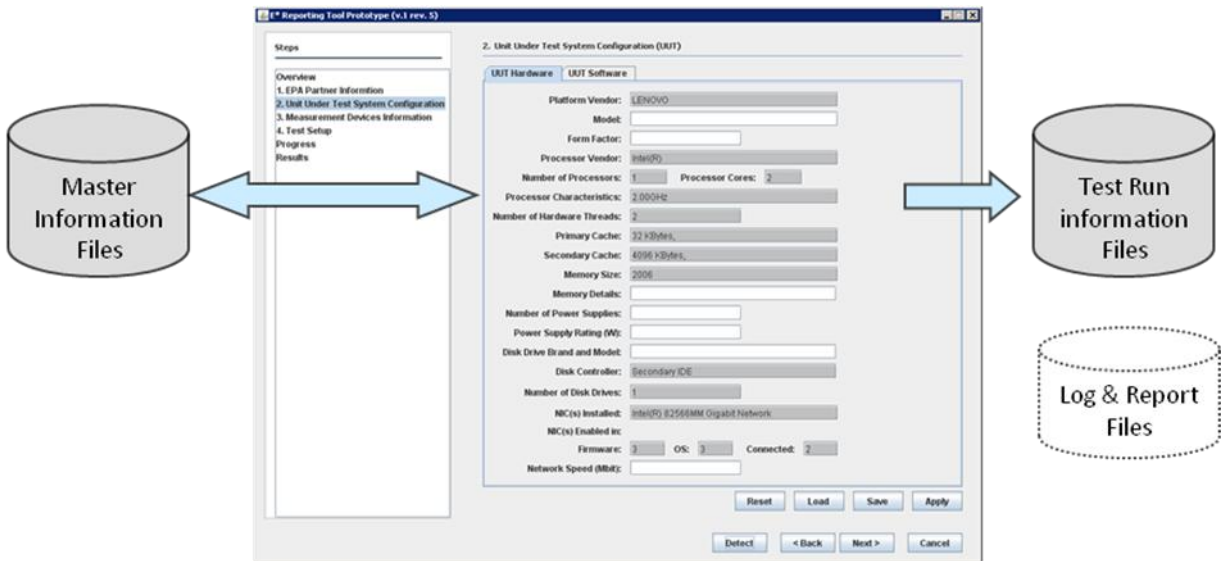 E* Reporting Tool Prototype (v.1 rev. 5)
Steps
Overview
1. EPA Partner Informtion
2. Unit Under Test System Configuration
3. Measurement Devices Information
4. Test Setup
Progress
Results
2. Unit Under Test System Configuration (UUT)
UUT Hardware UUT Software
Platform Vendor: LENOVO
Model:
Form Factor:
Processor Vendor: Intel(R)
Number of Processors: 1 Processor Cores: 2
Processor Characteristics: 2.00GHz
Number of Hardware Threads: 2
Primary Cache: 32 KBytes,
Secondary Cache: 4096 KBytes,
Memory Size: 2006
Memory Details:
Number of Power Supplies:
Power Supply Rating (W):
Disk Drive Brand and Model:
Disk Controller: Secondary IDE
Number of Disk Drives: 1
NIC(s) Installed: Intel(R) 82566MM Gigabit Network
NIC(s) Enabled in:
Firmware: 3 OS: 3 Connected: 2
Network Speed (Mbit):
Reset Load Save Apply
Detect < Back Next > Cancel
Master
Information
Files
Test Run
information
Files
Log & Report
Files